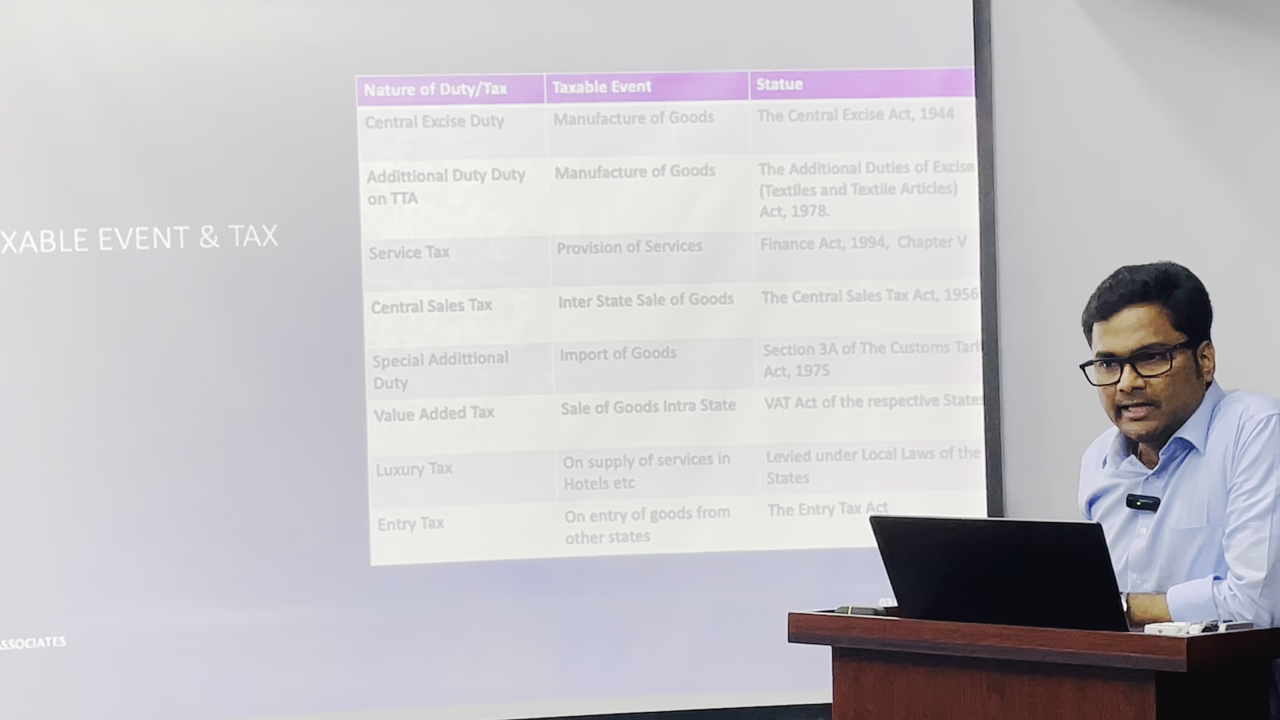 XABLE EVENT & TAX
Nature of Duty/Tax Taxable Event Statue
Central Excise Duty Manufacture of Goods The Central Excise Act, 1944
Addittional Duty Duty Manufacture of Goods The Additional Duties of Excise
on TTA (Textiles and Textile Articles)
Act, 1978.
Service Tax Provision of Services Finance Act, 1994, Chapter V
Central Sales Tax Inter State Sale of Goods The Central Sales Tax Act, 1956
Special Addittional Import of Goods Section 3A of The Customs Tari
Duty Act, 1975
Value Added Tax Sale of Goods Intra State VAT Act of the respective States
Luxury Tax On supply of services in Levied under Local Laws of the
Hotels etc States
Entry Tax On entry of goods from The Entry Tax Act
other states
ASSOCIATES